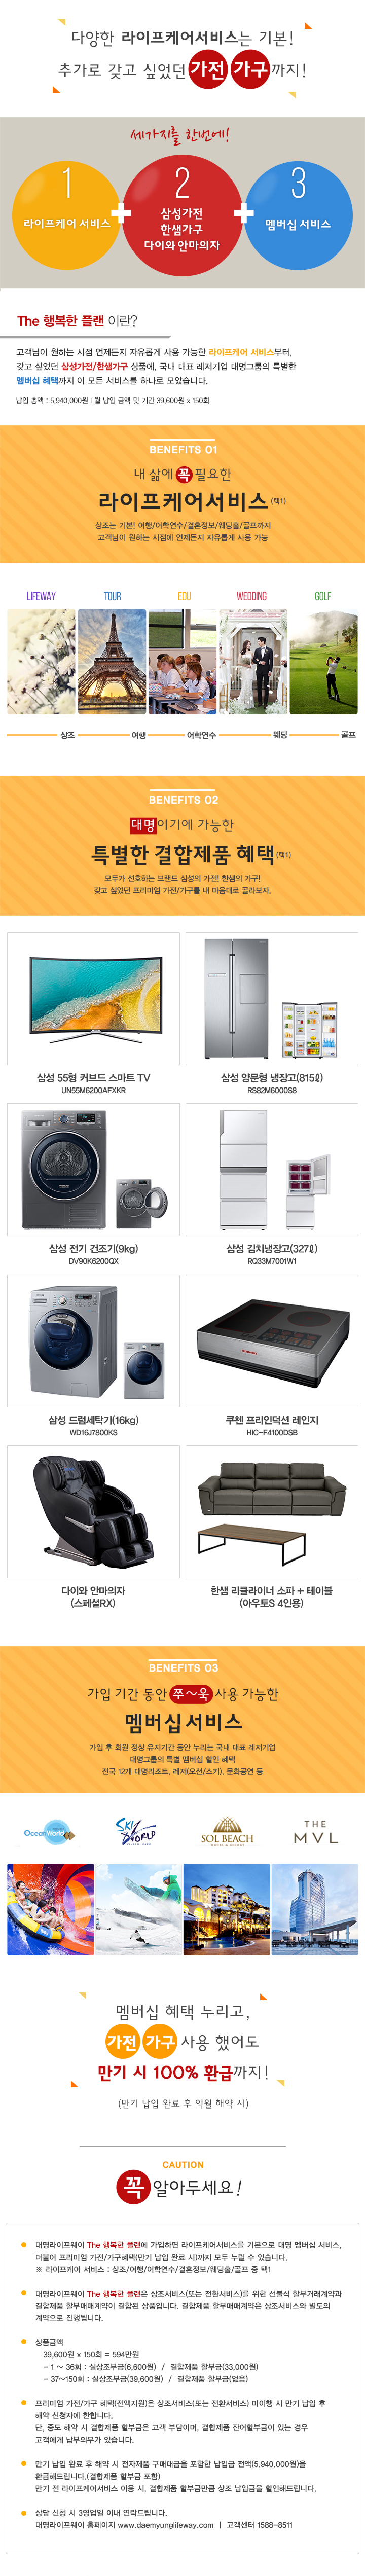 다양한 라이프케어서비스는 기본!
추가로 갖고 싶었던 가전 가구까지!
세가지를 한번에!
1
라이프케어 서비스
+
2
삼성가전
한샘가구
다이와 안마의자
+
3
멤버십 서비스
The 행복한 플랜 이란?
고객님이 원하는 시점 언제든지 자유롭게 사용 가능한 라이프케어 서비스부터,
갖고 싶었던 삼성가전/한샘가구 상품에, 국내 대표 레저기업 대명그룹의 특별한
멤버십 혜택까지 이 모든 서비스를 하나로 모았습니다.
납입 총액 : 5,940,000원 | 월 납입 금액 및 기간 39,600원 x 150회
BENEFITS 01
내 삶에 꼭 필요한
라이프케어서비스 (택1)
상조는 기본! 여행/어학연수/결혼정보/웨딩홀/골프까지
고객님이 원하는 시점에 언제든지 자유롭게 사용 가능
LIFEWAY TOUR EDU WEDDING GOLF
상조 여행 어학연수 웨딩 골프
BENEFITS 02
대명이기에 가능한
특별한 결합제품 혜택 (택1)
모두가 선호하는 브랜드 삼성의 가전! 한샘의 가구!
갖고 싶었던 프리미엄 가전/가구를 내 마음대로 골라보자.
삼성 55형 커브드 스마트 TV
UN55M6200AFXKR
삼성 양문형 냉장고(815ℓ)
RS82M6000S8
삼성 전기 건조기(9kg)
DV90K6200QX
삼성 김치냉장고(327ℓ)
RQ33M7001W1
삼성 드럼세탁기(16kg)
WD16J7800KS
쿠첸 프리인덕션 레인지
HIC-F4100DSB
다이와 안마의자
(스페셜RX)
한샘 리클라이너 소파 + 테이블
(아우토S 4인용)
BENEFITS 03
가입 기간 동안 쭈~욱 사용 가능한
멤버십서비스
가입 후 회원 정상 유지기간 동안 누리는 국내 대표 레저기업
대명그룹의 특별 멤버십 할인 혜택
전국 12개 대명리조트, 레저(오션/스키), 문화공연 등
Ocean World
SKI WORLD
SOL BEACH
HOTEL & RESORT
THE
MVL
멤버십 혜택 누리고,
가전 가구 사용 했어도
만기 시 100% 환급까지!
(만기 납입 완료 후 익월 해약 시)
CAUTION
꼭 알아두세요!
대명라이프웨이 The 행복한 플랜에 가입하면 라이프케어서비스를 기본으로 대명 멤버십 서비스,
더불어 프리미엄 가전/가구혜택(만기 납입 완료 시)까지 모두 누릴 수 있습니다.
※ 라이프케어 서비스 : 상조/여행/어학연수/결혼정보/웨딩홀/골프 중 택1
대명라이프웨이 The 행복한 플랜은 상조서비스(또는 전환서비스)를 위한 선불식 할부거래계약과
결합제품 할부매매계약이 결합된 상품입니다. 결합제품 할부매매계약은 상조서비스와 별도의
계약으로 진행됩니다.
상품금액
39,600원 x 150회 = 594만원
- 1 ~ 36회 : 실상조부금(6,600원) / 결합제품 할부금(33,000원)
- 37~150회 : 실상조부금(39,600원) / 결합제품 할부금(없음)
프리미엄 가전/가구 혜택(전액지원)은 상조서비스(또는 전환서비스) 미이행 시 만기 납입 후
해약 신청자에 한합니다.
단, 중도 해약 시 결합제품 할부금은 고객 부담이며, 결합제품 잔여할부금이 있는 경우
고객에게 납부의무가 있습니다.
만기 납입 완료 후 해약 시 전자제품 구매대금을 포함한 납입금 전액(5,940,000원)을
환급해드립니다.(결합제품 할부금 포함)
만기 전 라이프케어서비스 이용 시, 결합제품 할부금만큼 상조 납입금을 할인해드립니다.
상담 신청 시 3영업일 이내 연락드립니다.
대명라이프웨이 홈페이지 www.daemyunglifeway.com | 고객센터 1588-8511